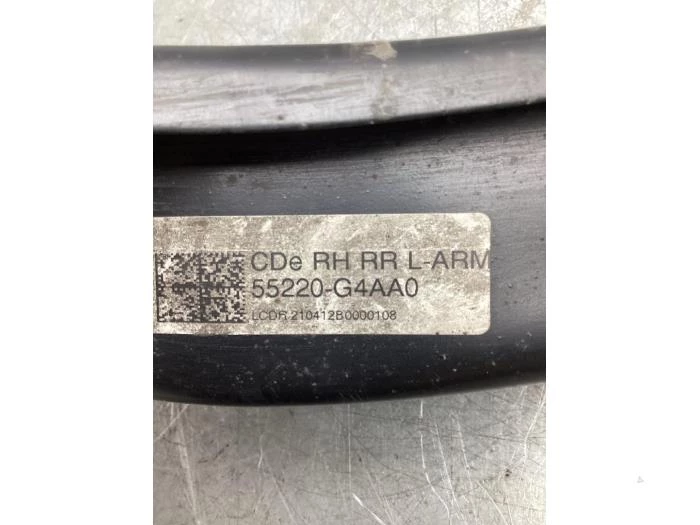 CDe RH RR L-ARM
55220-G4AA0
LCDR 210412B0000108